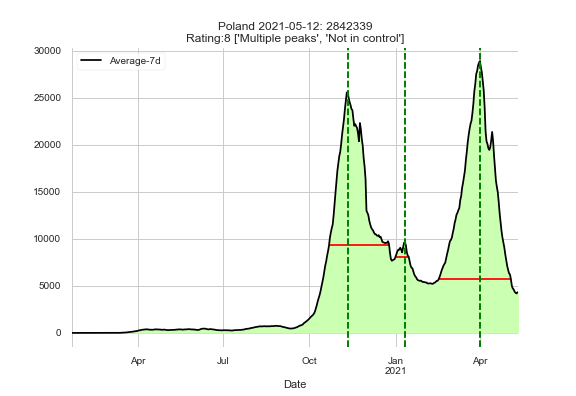 Poland 2021-05-12: 2842339
Rating:8 ['Multiple peaks', 'Not in control']
Average-7d
30000
25000
20000
15000
10000
5000
0
Apr
Jul
Oct
Jan
2021
Apr
Date